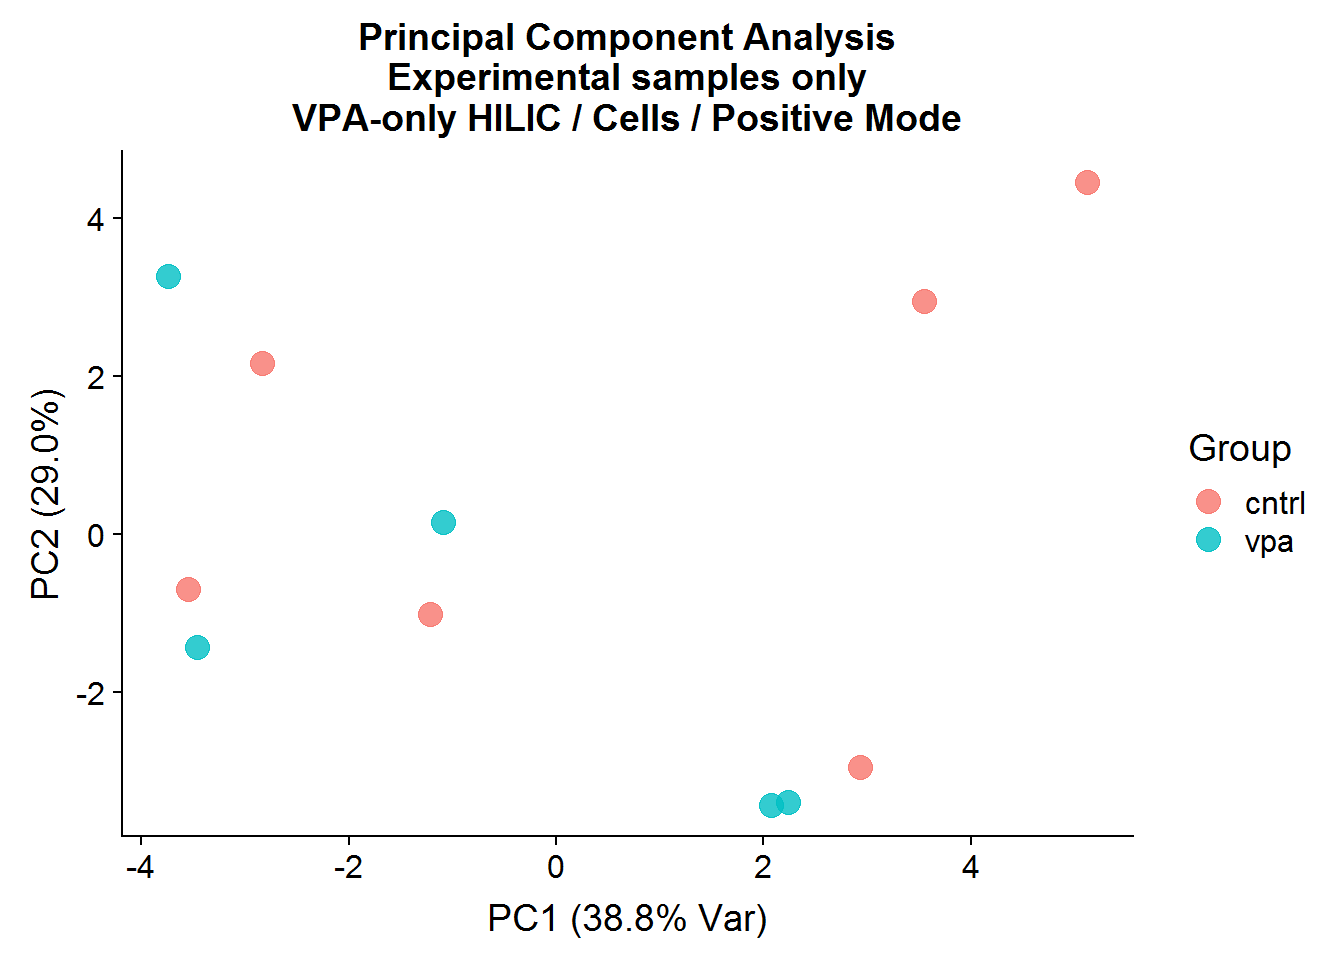 Principal Component Analysis
Experimental samples only
VPA-only HILIC / Cells / Positive Mode
4
2
0
-2
PC2 (29.0%)
-4
-2
0
2
4
PC1 (38.8% Var)
Group
cntrl
vpa